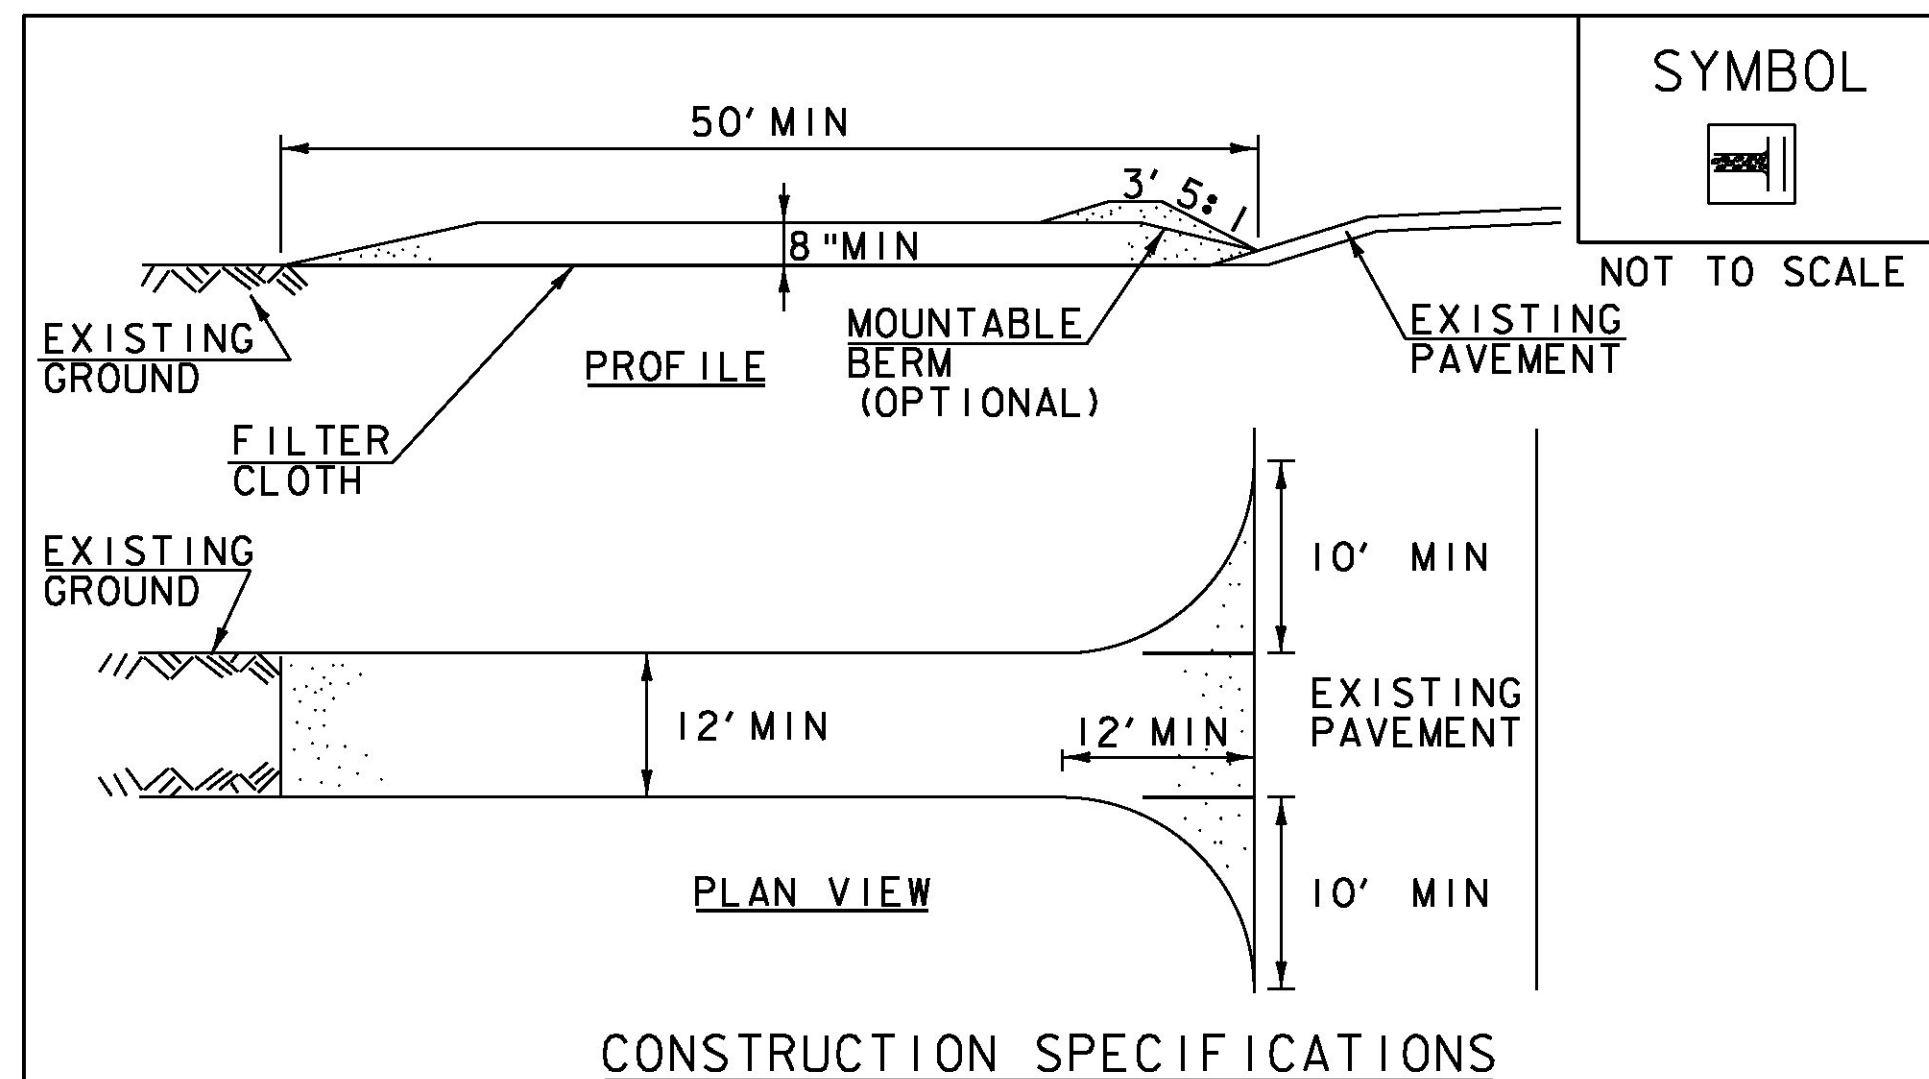 SYMBOL
50' MIN
3' 5:1
8"MIN
NOT TO SCALE
EXISTING
GROUND
PROFILE
MOUNTABLE
BERM
(OPTIONAL)
EXISTING
PAVEMENT
FILTER
CLOTH
EXISTING
GROUND
10' MIN
12' MIN
12' MIN
EXISTING
PAVEMENT
PLAN VIEW
10' MIN
CONSTRUCTION SPECIFICATIONS